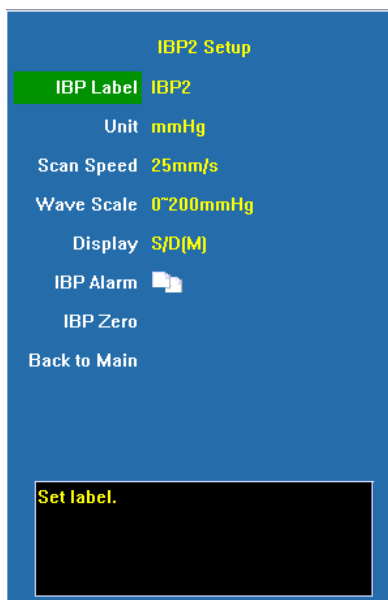 IBP2 Setup
IBP Label IBP2
Unit mmHg
Scan Speed 25mm/s
Wave Scale 0~200mmHg
Display S/D(M)
IBP Alarm
IBP Zero
Back to Main
Set label.